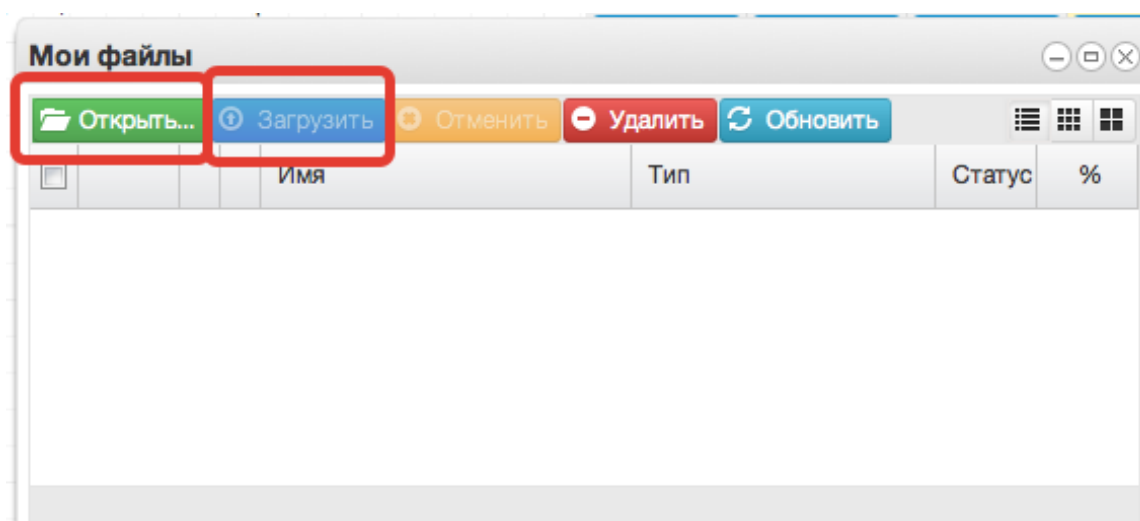 Мои файлы
Открыть... Загрузить Отменить Удалить Обновить
Имя Тип Статус %